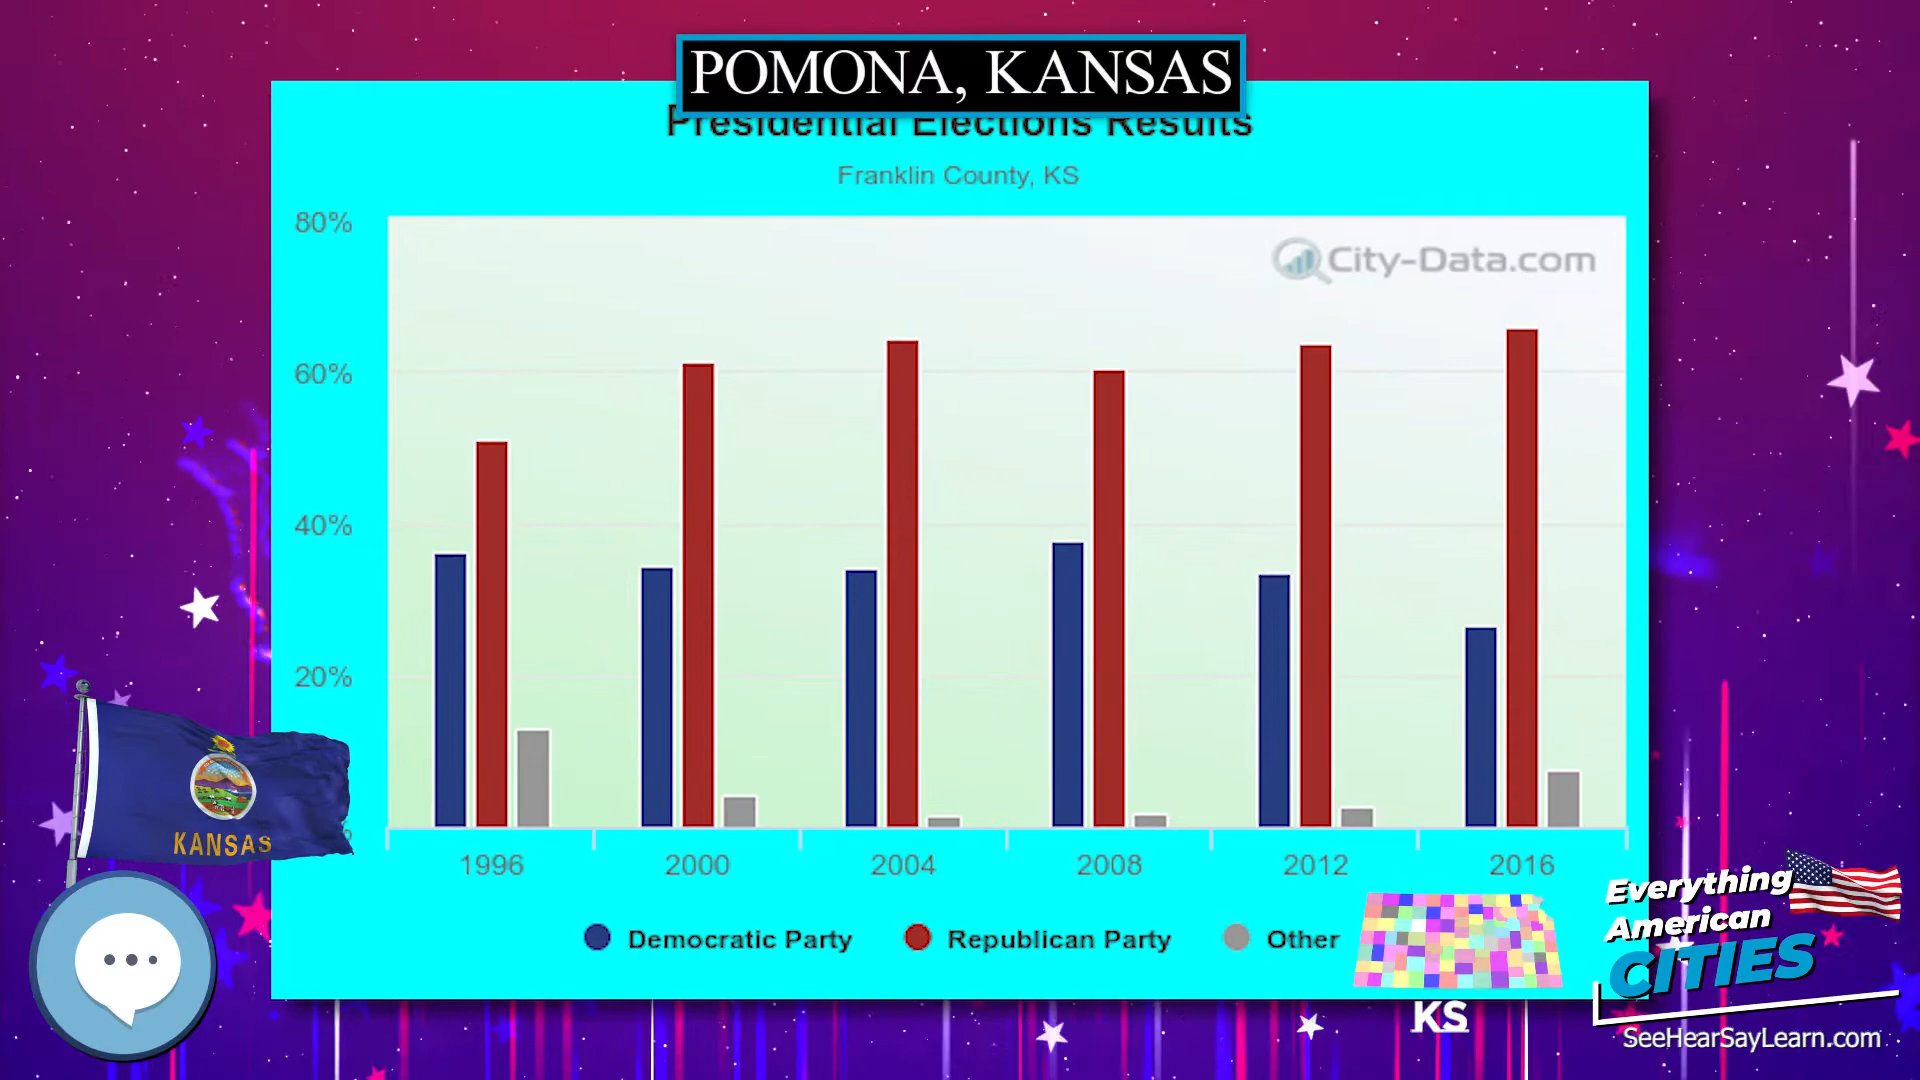 POMONA, KANSAS
Presidential Elections Results
Franklin County, KS
80%
City-Data.com
60%
40%
20%
KANSAS
1996 2000 2004 2008 2012 2016
Democratic Party Republican Party Other
Everything
American
CITIES
KS
SeeHearSayLearn.com